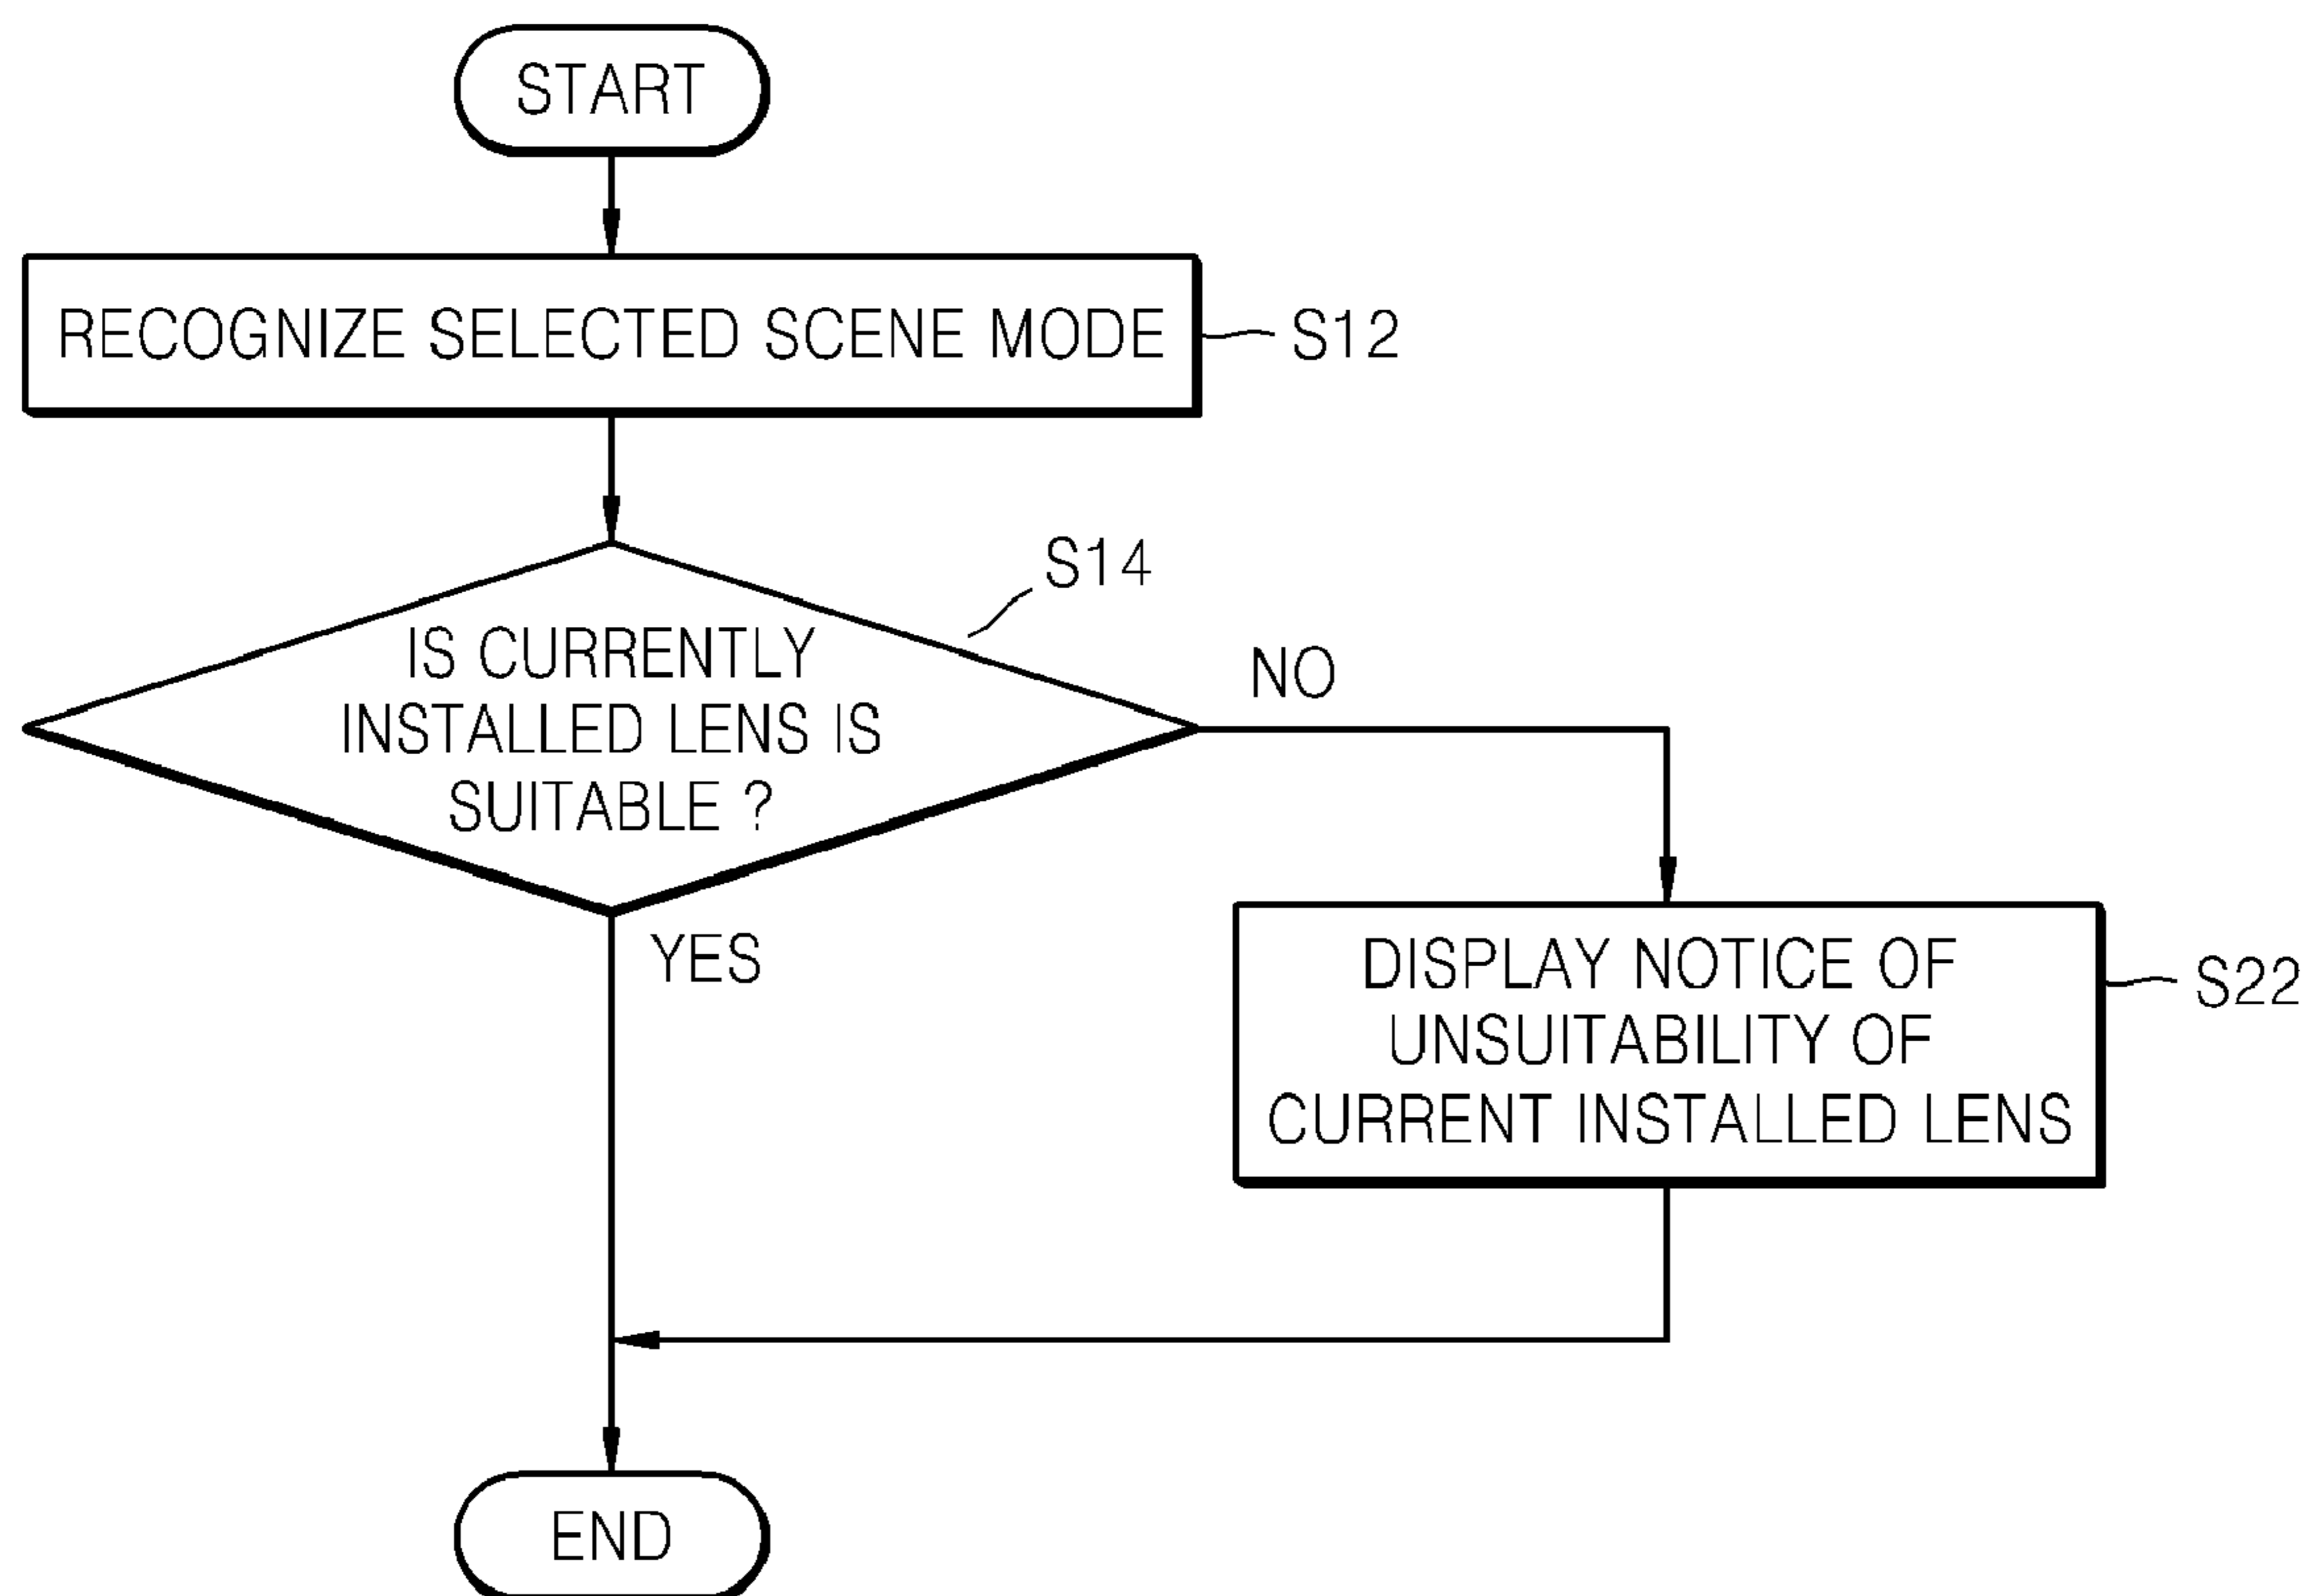 START
RECOGNIZE SELECTED SCENE MODE
S12
S14
IS CURRENTLY
INSTALLED LENS IS
SUITABLE ?
NO
YES
DISPLAY NOTICE OF
UNSUITABILITY OF
CURRENT INSTALLED LENS
S22
END